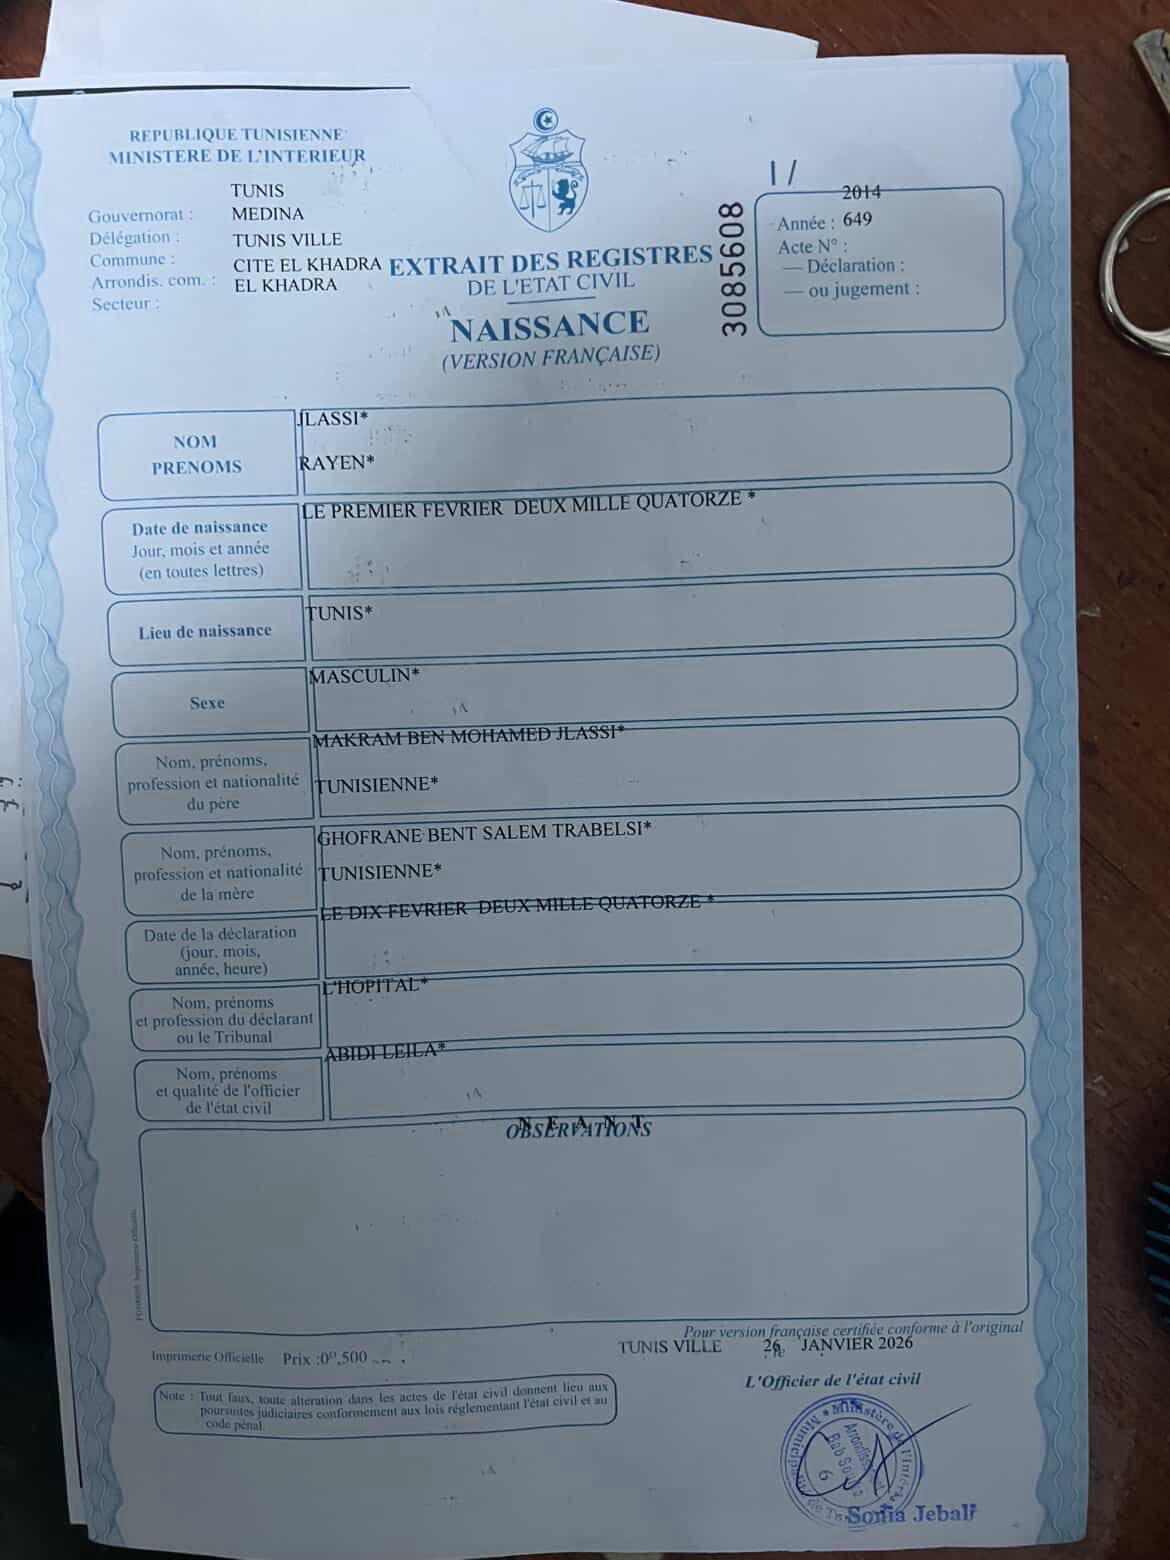 REPUBLIQUE TUNISIENNE
MINISTERE DE L'INTERIEUR
TUNIS
Gouvernorat : MEDINA
Délégation : TUNIS VILLE
Commune : CITE EL KHADRA
Arrondis. com. : EL KHADRA
Secteur :
EXTRAIT DES REGISTRES
DE L'ETAT CIVIL
NAISSANCE
(VERSION FRANÇAISE)
3085608
1/
2014
Année : 649
Acte N° :
— Déclaration :
— ou jugement :
NOM
PRENOMS
JLASSI*
RAYEN*
Date de naissance
Jour, mois et année
(en toutes lettres)
LE PREMIER FEVRIER DEUX MILLE QUATORZE *
Lieu de naissance
TUNIS*
Sexe
MASCULIN*
Nom, prénoms,
profession et nationalité
du père
MAKRAM BEN MOHAMED JLASSI*
TUNISIENNE*
Nom, prénoms,
profession et nationalité
de la mère
GHOFRANE BENT SALEM TRABELSI*
TUNISIENNE*
Date de la déclaration
(jour, mois,
année, heure)
LE DIX FEVRIER DEUX MILLE QUATORZE *
Nom, prénoms
et profession du déclarant
ou le Tribunal
L'HOPITAL*
Nom, prénoms
et qualité de l'officier
de l'état civil
ABIDI LEILA*
N E A N T
OBSERVATIONS
Imprimerie Officielle
Pour version française certifiée conforme à l'original
TUNIS VILLE 26 JANVIER 2026
Imprimerie Officielle Prix :0ᴰ,500
L'Officier de l'état civil
Note : Tout faux, toute altération dans les actes de l'état civil donnent lieu aux
poursuites judiciaires conformement aux lois réglementant l'état civil et au
code pénal
Ministère de l'Intérieur
6
Sonia Jebali